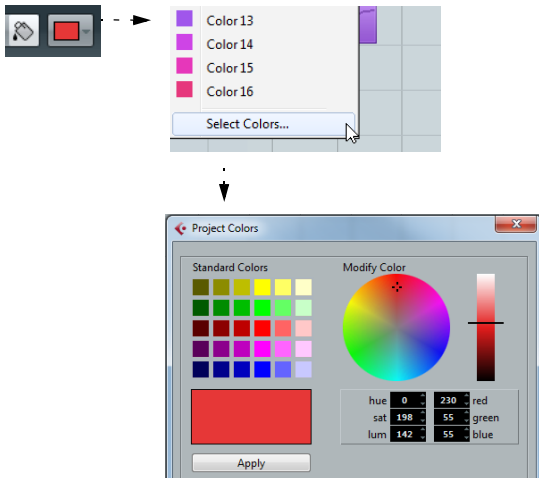 Color 13
Color 14
Color 15
Color 16
Select Colors...
Project Colors
Standard Colors
Modify Color
hue 0 230 red
sat 198 55 green
lum 142 55 blue
Apply